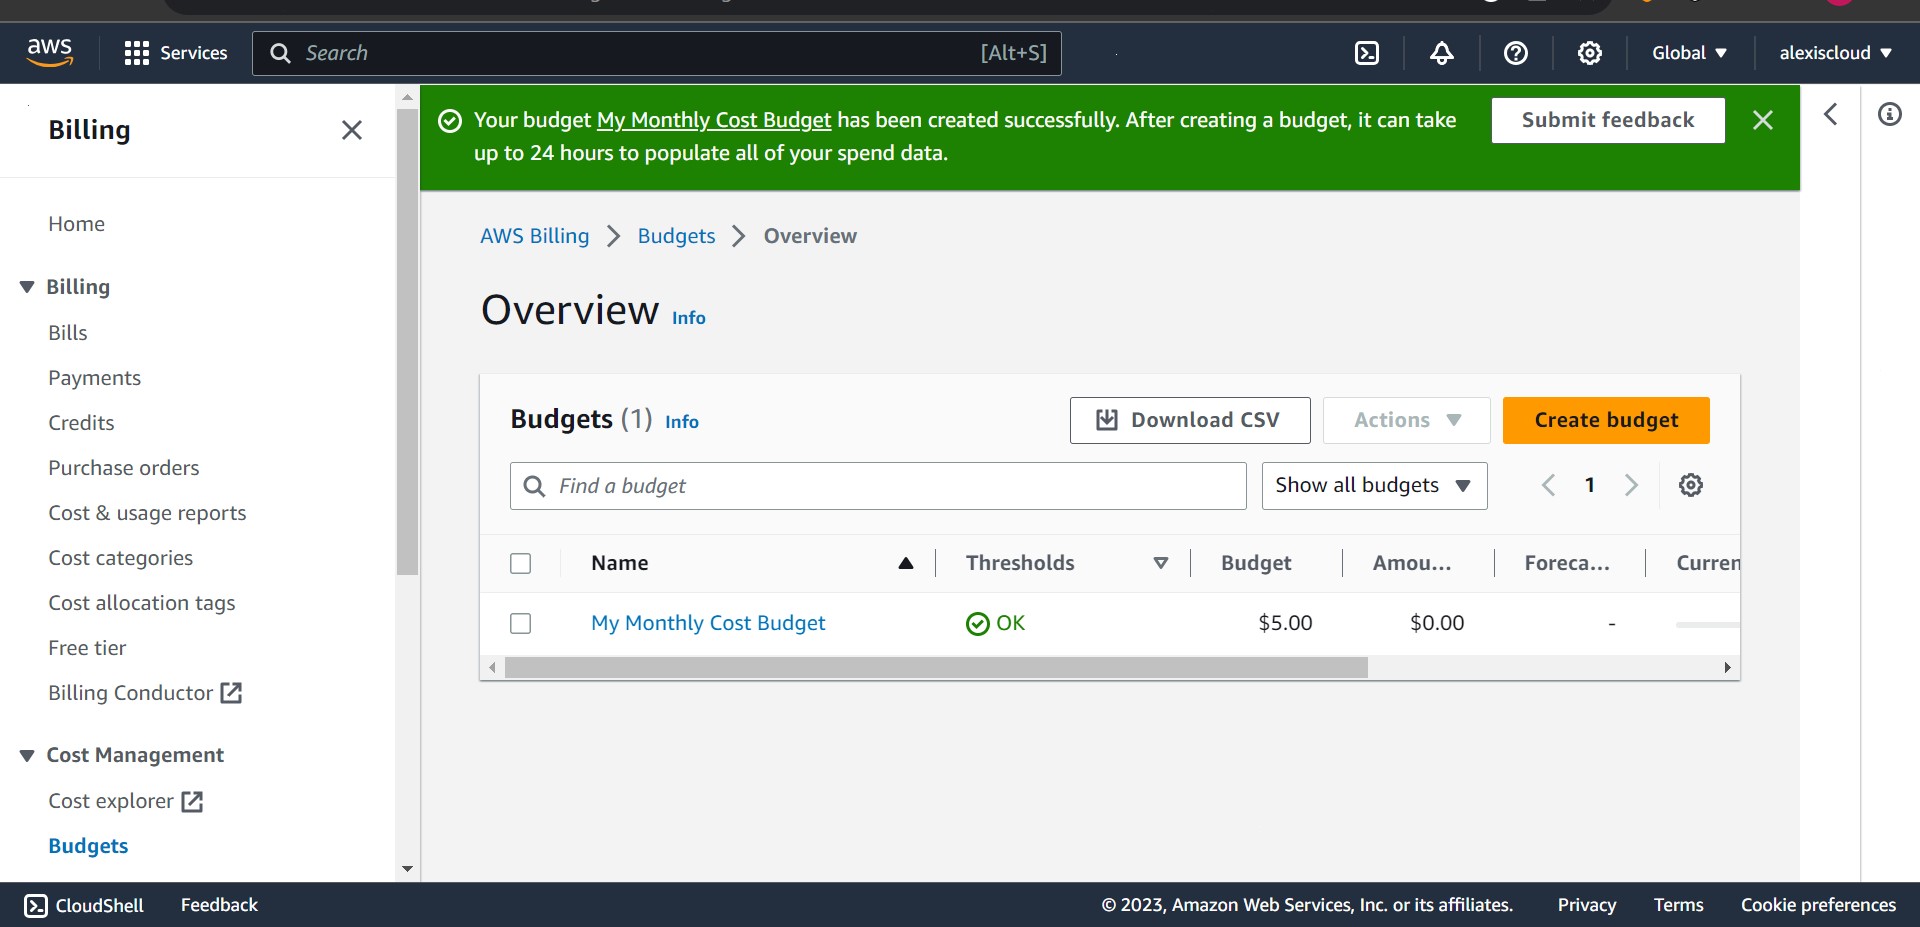 aws
Services
Search
[Alt+S]
Global
alexiscloud
Billing
Home
Billing
Bills
Payments
Credits
Purchase orders
Cost & usage reports
Cost categories
Cost allocation tags
Free tier
Billing Conductor
Cost Management
Cost explorer
Budgets
Your budget My Monthly Cost Budget has been created successfully. After creating a budget, it can take
up to 24 hours to populate all of your spend data.
Submit feedback
AWS Billing
Budgets
Overview
Overview Info
Budgets (1) Info
Download CSV
Actions
Create budget
Find a budget
Show all budgets
1
Name
Thresholds
Budget
Amou...
Foreca...
Curren
My Monthly Cost Budget
OK
$5.00
$0.00
-
CloudShell
Feedback
© 2023, Amazon Web Services, Inc. or its affiliates.
Privacy
Terms
Cookie preferences